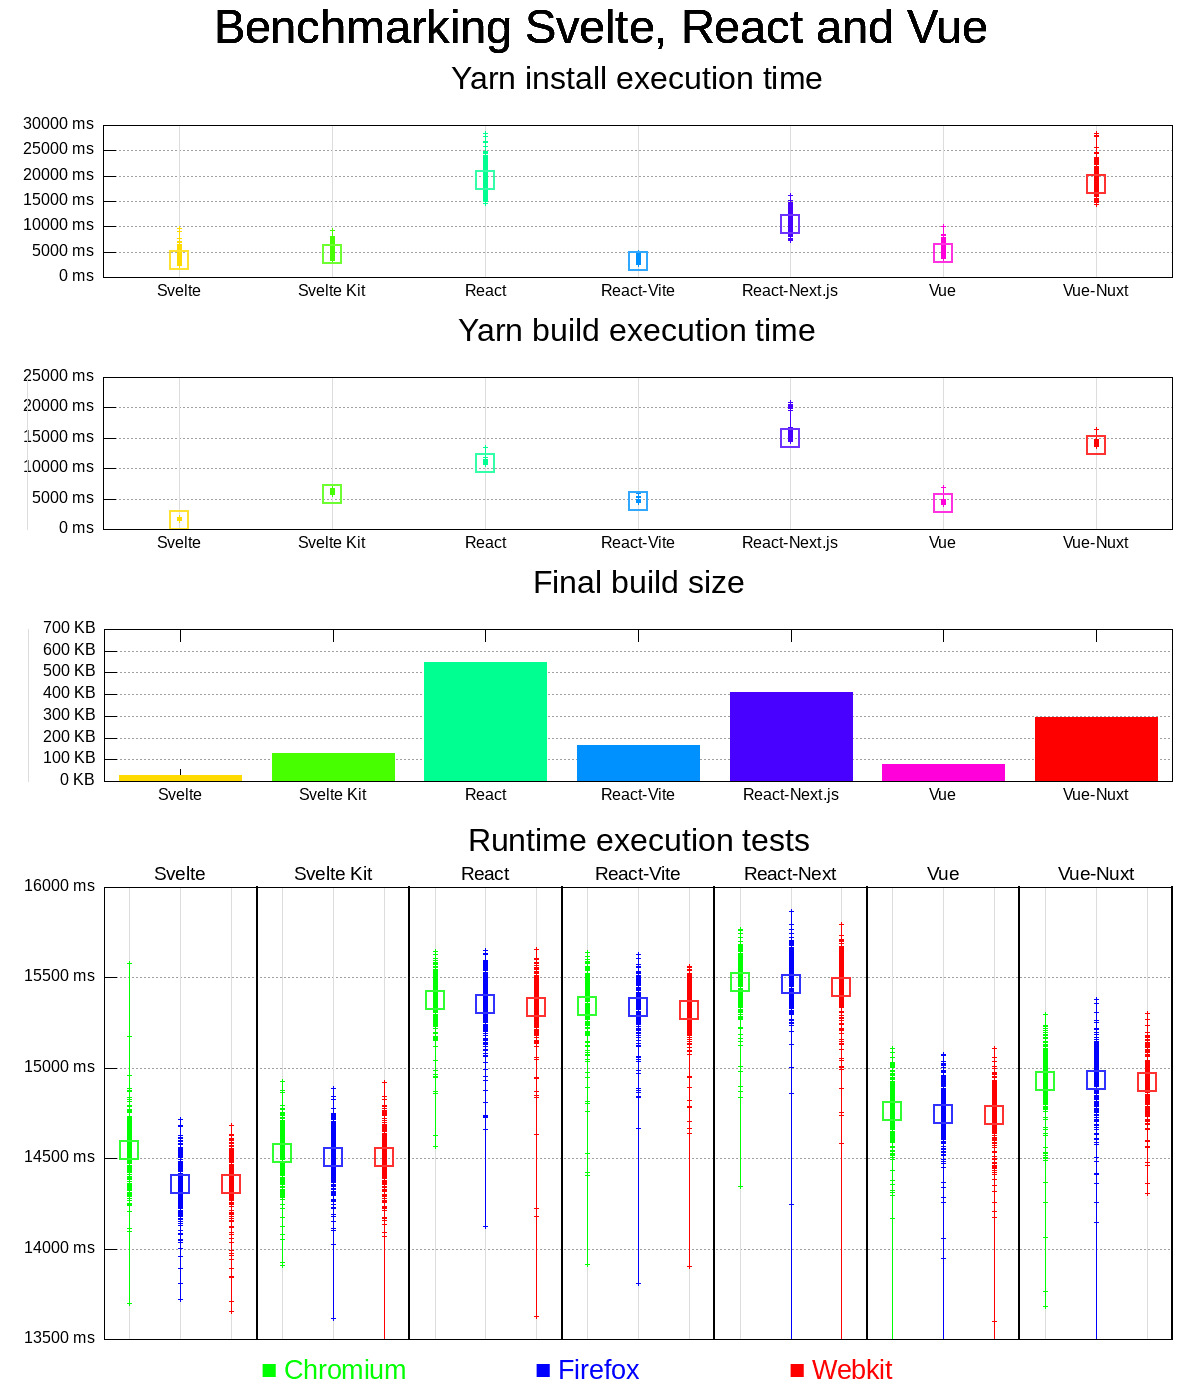 Benchmarking Svelte, React and Vue
Yarn install execution time
30000 ms
25000 ms
20000 ms
15000 ms
10000 ms
5000 ms
0 ms
Svelte Svelte Kit React React-Vite React-Next.js Vue Vue-Nuxt
Yarn build execution time
25000 ms
20000 ms
15000 ms
10000 ms
5000 ms
0 ms
Svelte Svelte Kit React React-Vite React-Next.js Vue Vue-Nuxt
Final build size
700 KB
600 KB
500 KB
400 KB
300 KB
200 KB
100 KB
0 KB
Svelte Svelte Kit React React-Vite React-Next.js Vue Vue-Nuxt
Runtime execution tests
Svelte Svelte Kit React React-Vite React-Next Vue Vue-Nuxt
16000 ms
15500 ms
15000 ms
14500 ms
14000 ms
13500 ms
Chromium Firefox Webkit